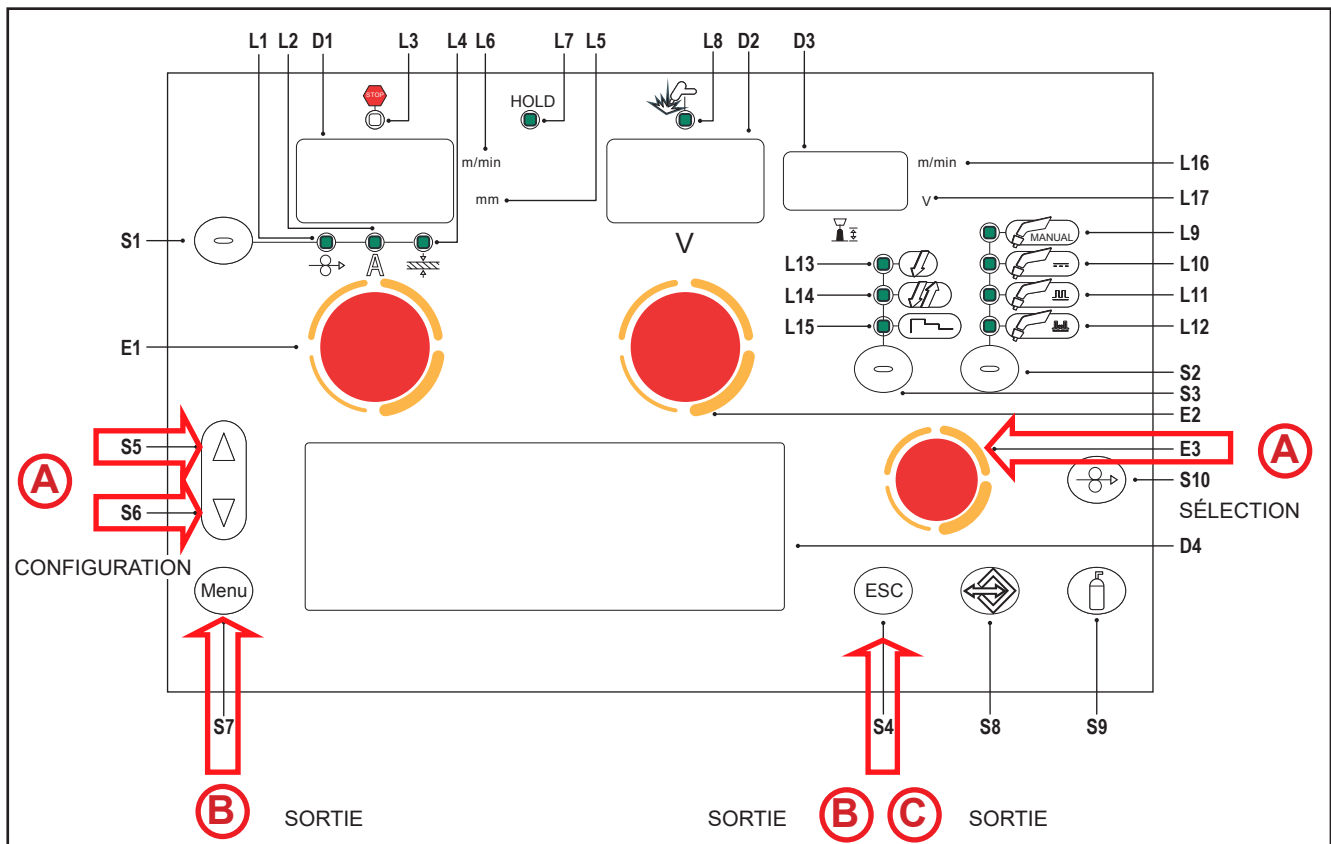 L1 L2 D1 L3 L4 L6 L7 L5 L8 D2 D3
STOP
HOLD
m/min
m/min
L16
mm
V
L17
S1
A
V
MANUAL
L9
L13
L10
L14
L11
L15
L12
E1
S2
S3
E2
S5
E3
A
A
S10
S6
SÉLECTION
D4
CONFIGURATION
Menu
ESC
S7
S4
S8
S9
B
SORTIE
SORTIE
B
C
SORTIE